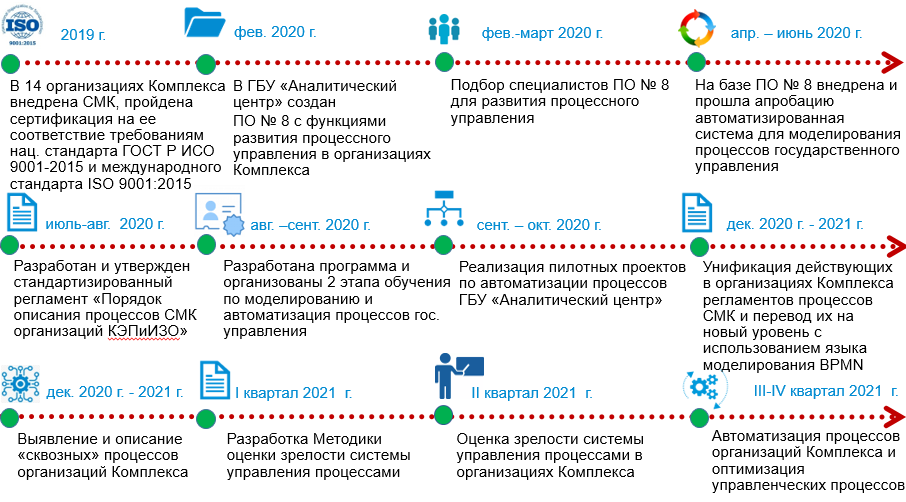 ISO
9001:2015
2019 г.
В 14 организациях Комплекса
внедрена СМК, пройдена
сертификация на ее
соответствие требованиям
нац. стандарта ГОСТ Р ИСО
9001-2015 и международного
стандарта ISO 9001:2015
фев. 2020 г.
В ГБУ «Аналитический
центр» создан
ПО № 8 с функциями
развития процессного
управления в организациях
Комплекса
фев.-март 2020 г.
Подбор специалистов ПО № 8
для развития процессного
управления
апр. – июнь 2020 г.
На базе ПО № 8 внедрена и
прошла апробацию
автоматизированная
система для моделирования
процессов государственного
управления
июль-авг. 2020 г.
Разработан и утвержден
стандартизированный
регламент «Порядок
описания процессов СМК
организаций КЭПиИЗО»
авг. –сент. 2020 г.
Разработана программа и
организованы 2 этапа обучения
по моделированию и
автоматизация процессов гос.
управления
сент. – окт. 2020 г.
Реализация пилотных проектов
по автоматизации процессов
ГБУ «Аналитический центр»
дек. 2020 г. - 2021 г.
Унификация действующих
в организациях Комплекса
регламентов процессов
СМК и перевод их на
новый уровень с
использованием языка
моделирования BPMN
дек. 2020 г. - 2021 г.
Выявление и описание
«сквозных» процессов
организаций Комплекса
I квартал 2021 г.
Разработка Методики
оценки зрелости системы
управления процессами
II квартал 2021 г.
Оценка зрелости системы
управления процессами в
организациях Комплекса
III-IV квартал 2021 г.
Автоматизация процессов
организаций Комплекса и
оптимизация
управленческих процессов